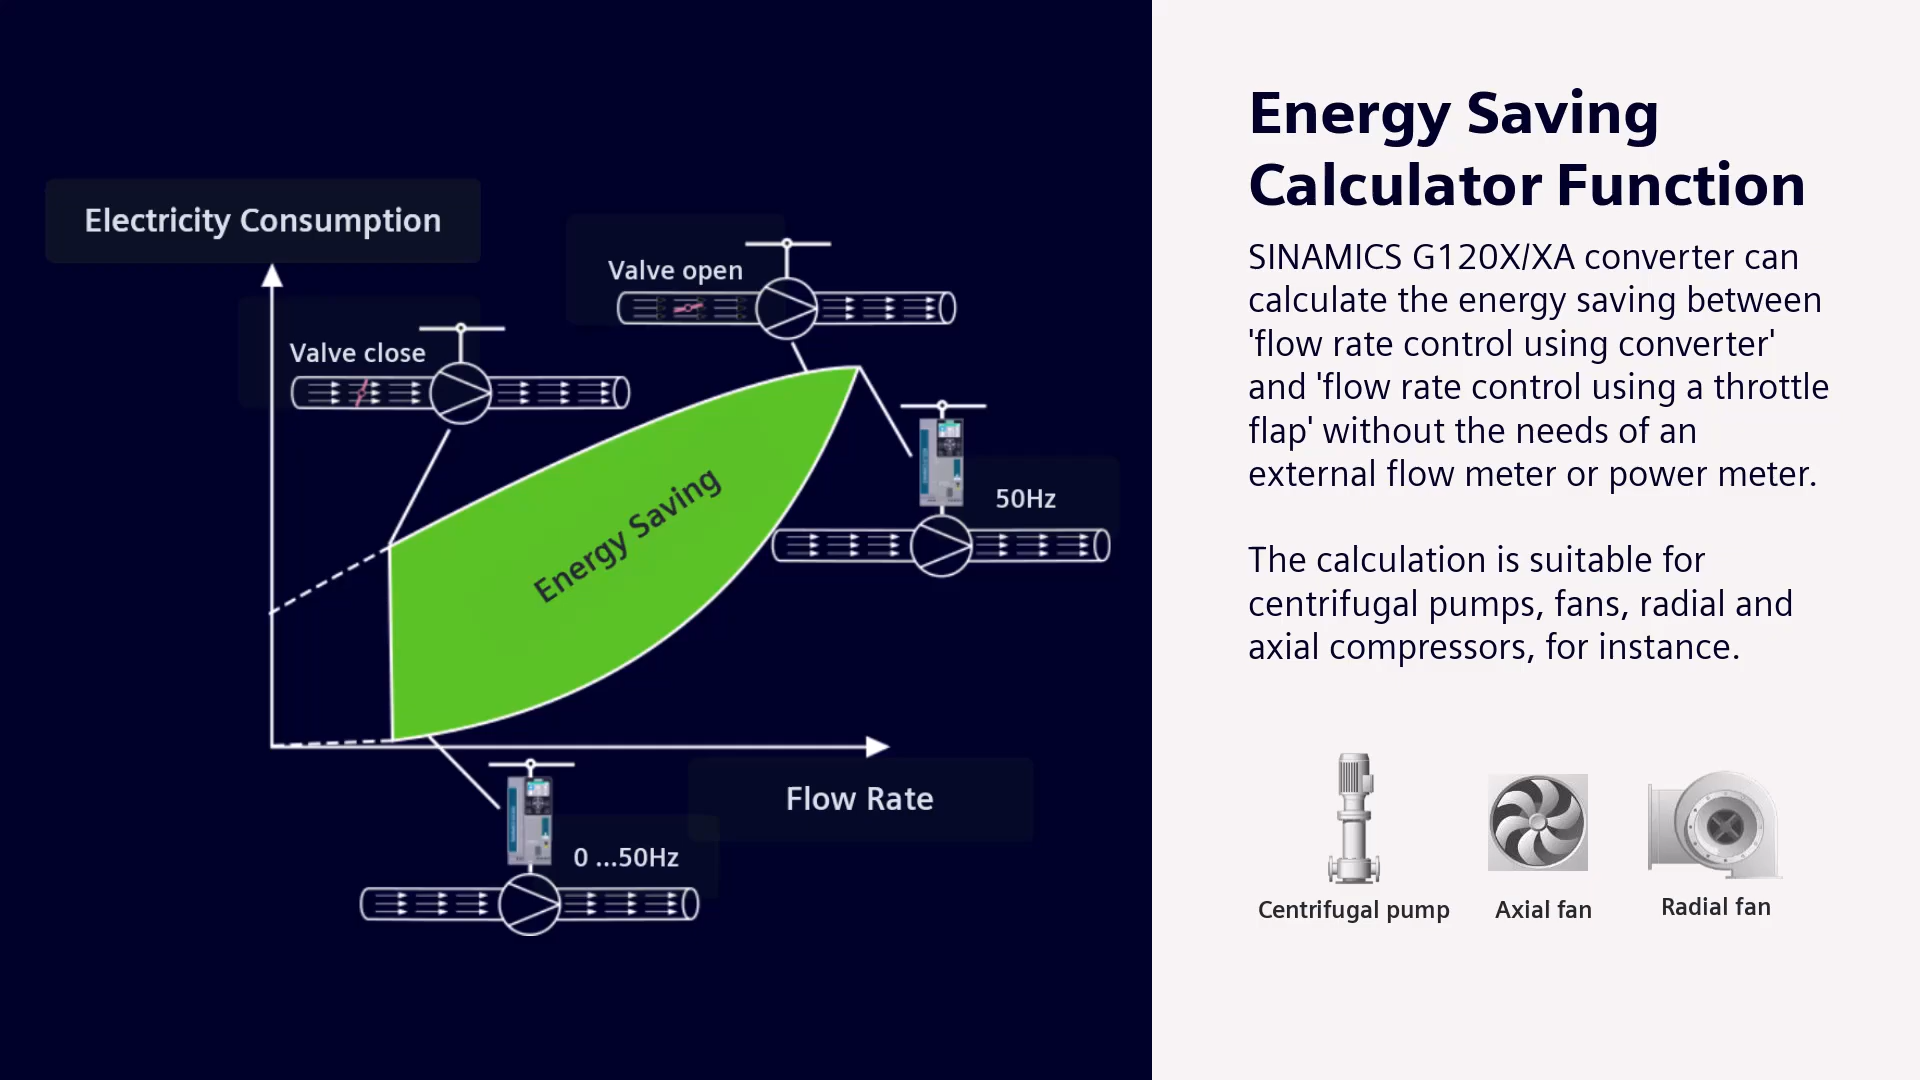 Electricity Consumption
Valve open
Valve close
Energy Saving
50Hz
Flow Rate
0 ...50Hz
Energy Saving
Calculator Function
SINAMICS G120X/XA converter can
calculate the energy saving between
'flow rate control using converter'
and 'flow rate control using a throttle
flap' without the needs of an
external flow meter or power meter.
The calculation is suitable for
centrifugal pumps, fans, radial and
axial compressors, for instance.
Centrifugal pump
Axial fan
Radial fan